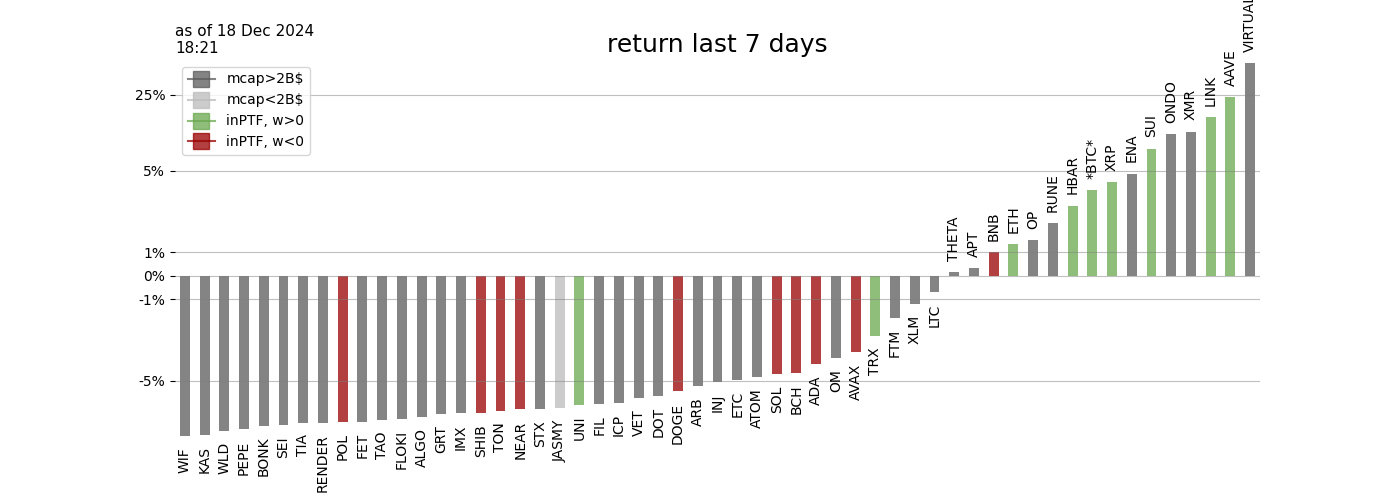 as of 18 Dec 2024
18:21
return last 7 days
mcap>2B$
mcap<2B$
inPTF, w>0
inPTF, w<0
25%
5%
1%
0%
-1%
-5%
WIF
KAS
WLD
PEPE
BONK
SEI
TIA
RENDER
POL
FET
TAO
FLOKI
ALGO
GRT
IMX
SHIB
TON
NEAR
STX
JASMY
UNI
FIL
ICP
VET
DOT
DOGE
ARB
INJ
ETC
ATOM
SOL
BCH
ADA
OM
AVAX
TRX
FTM
XLM
LTC
THETA
APT
BNB
ETH
OP
RUNE
HBAR
*BTC*
XRP
ENA
SUI
ONDO
XMR
LINK
AAVE
VIRTUAL